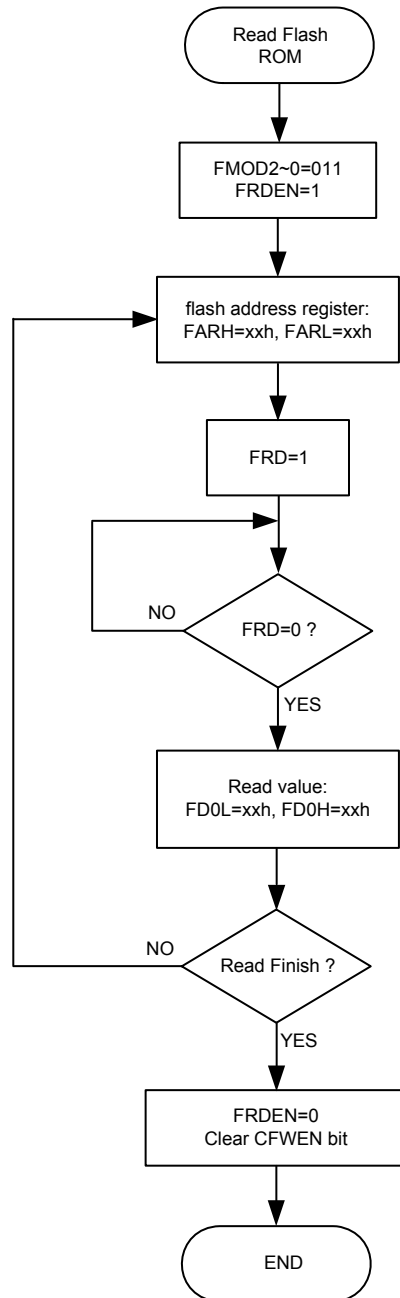 Read Flash
ROM
FMOD2~0=011
FRDEN=1
flash address register:
FARH=xxh, FARL=xxh
FRD=1
NO
FRD=0 ?
YES
Read value:
FD0L=xxh, FD0H=xxh
NO
Read Finish ?
YES
FRDEN=0
Clear CFWEN bit
END